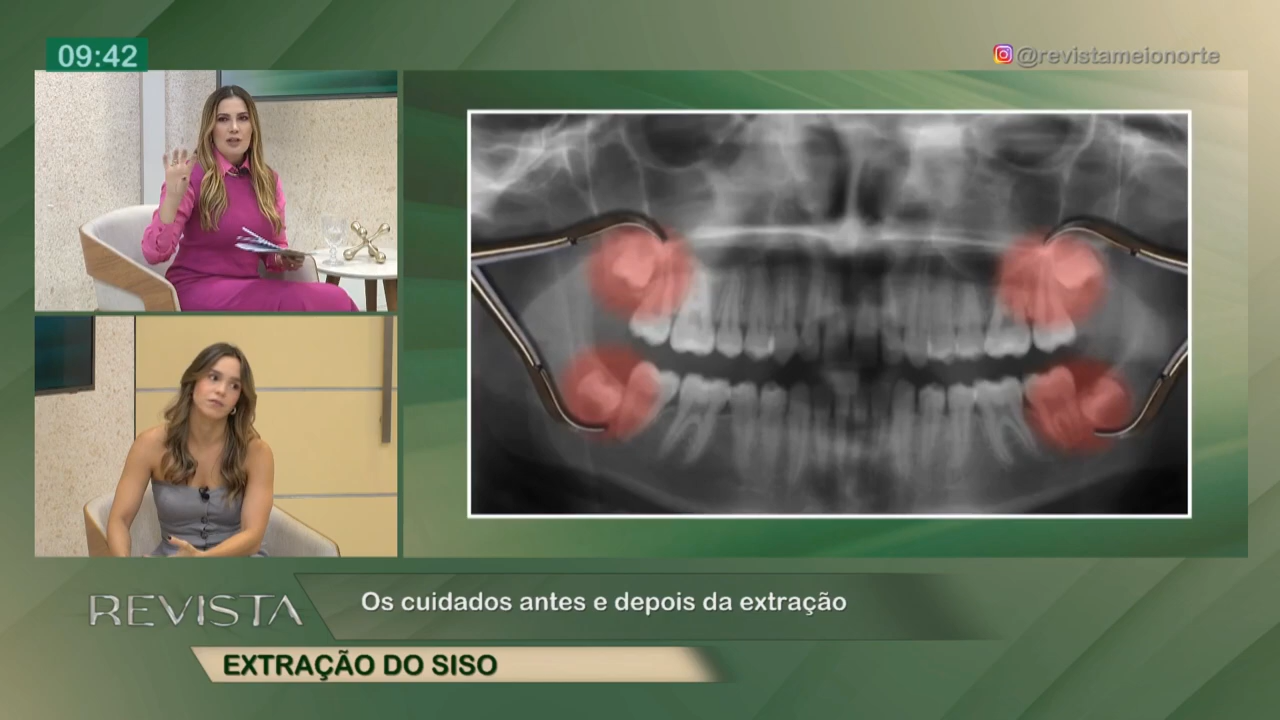 09:42
@revistameionorte
Os cuidados antes e depois da extração
REVISTA
EXTRAÇÃO DO SISO